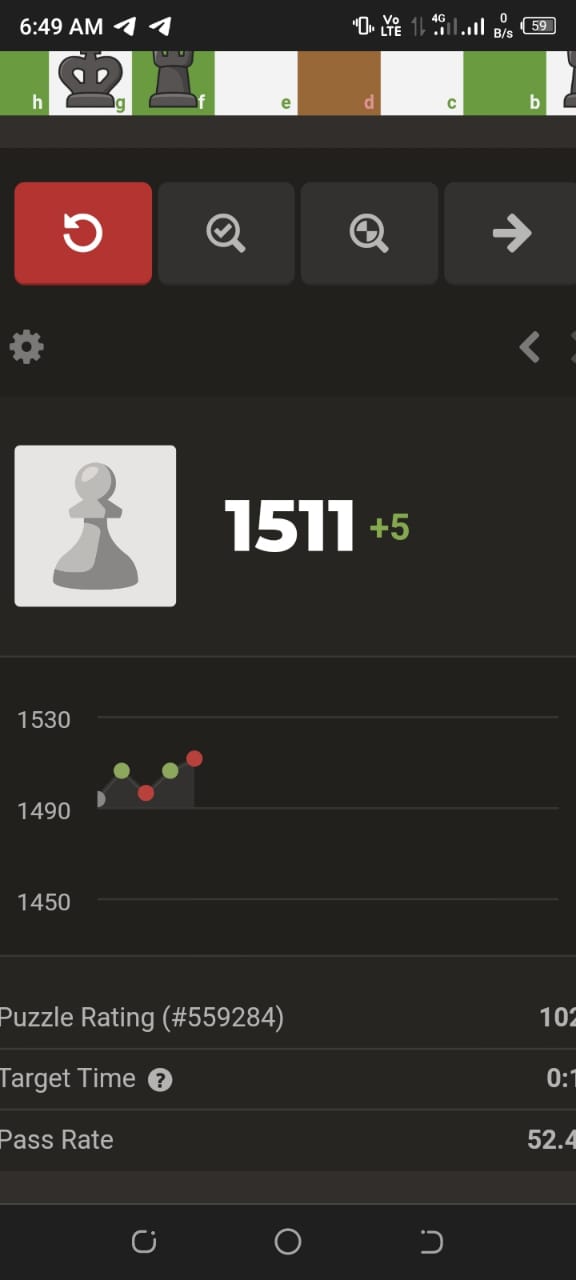 6:49 AM Vo LTE 4G 0 B/s 59
h g f e d c b
1511 +5
1530
1490
1450
Puzzle Rating (#559284) 102
Target Time ? 0:1
Pass Rate 52.4